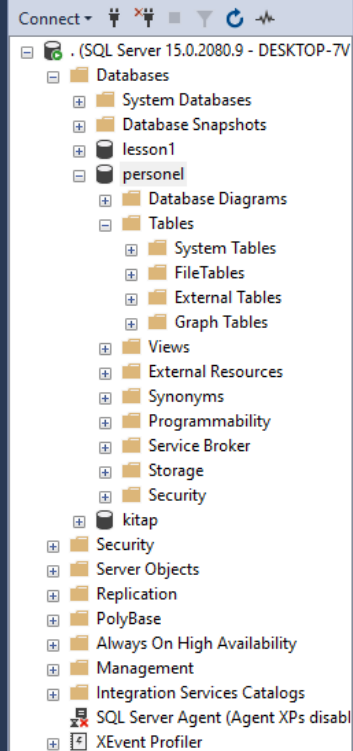 Connect
. (SQL Server 15.0.2080.9 - DESKTOP-7V
Databases
System Databases
Database Snapshots
lesson1
personel
Database Diagrams
Tables
System Tables
FileTables
External Tables
Graph Tables
Views
External Resources
Synonyms
Programmability
Service Broker
Storage
Security
kitap
Security
Server Objects
Replication
PolyBase
Always On High Availability
Management
Integration Services Catalogs
SQL Server Agent (Agent XPs disabl
XEvent Profiler